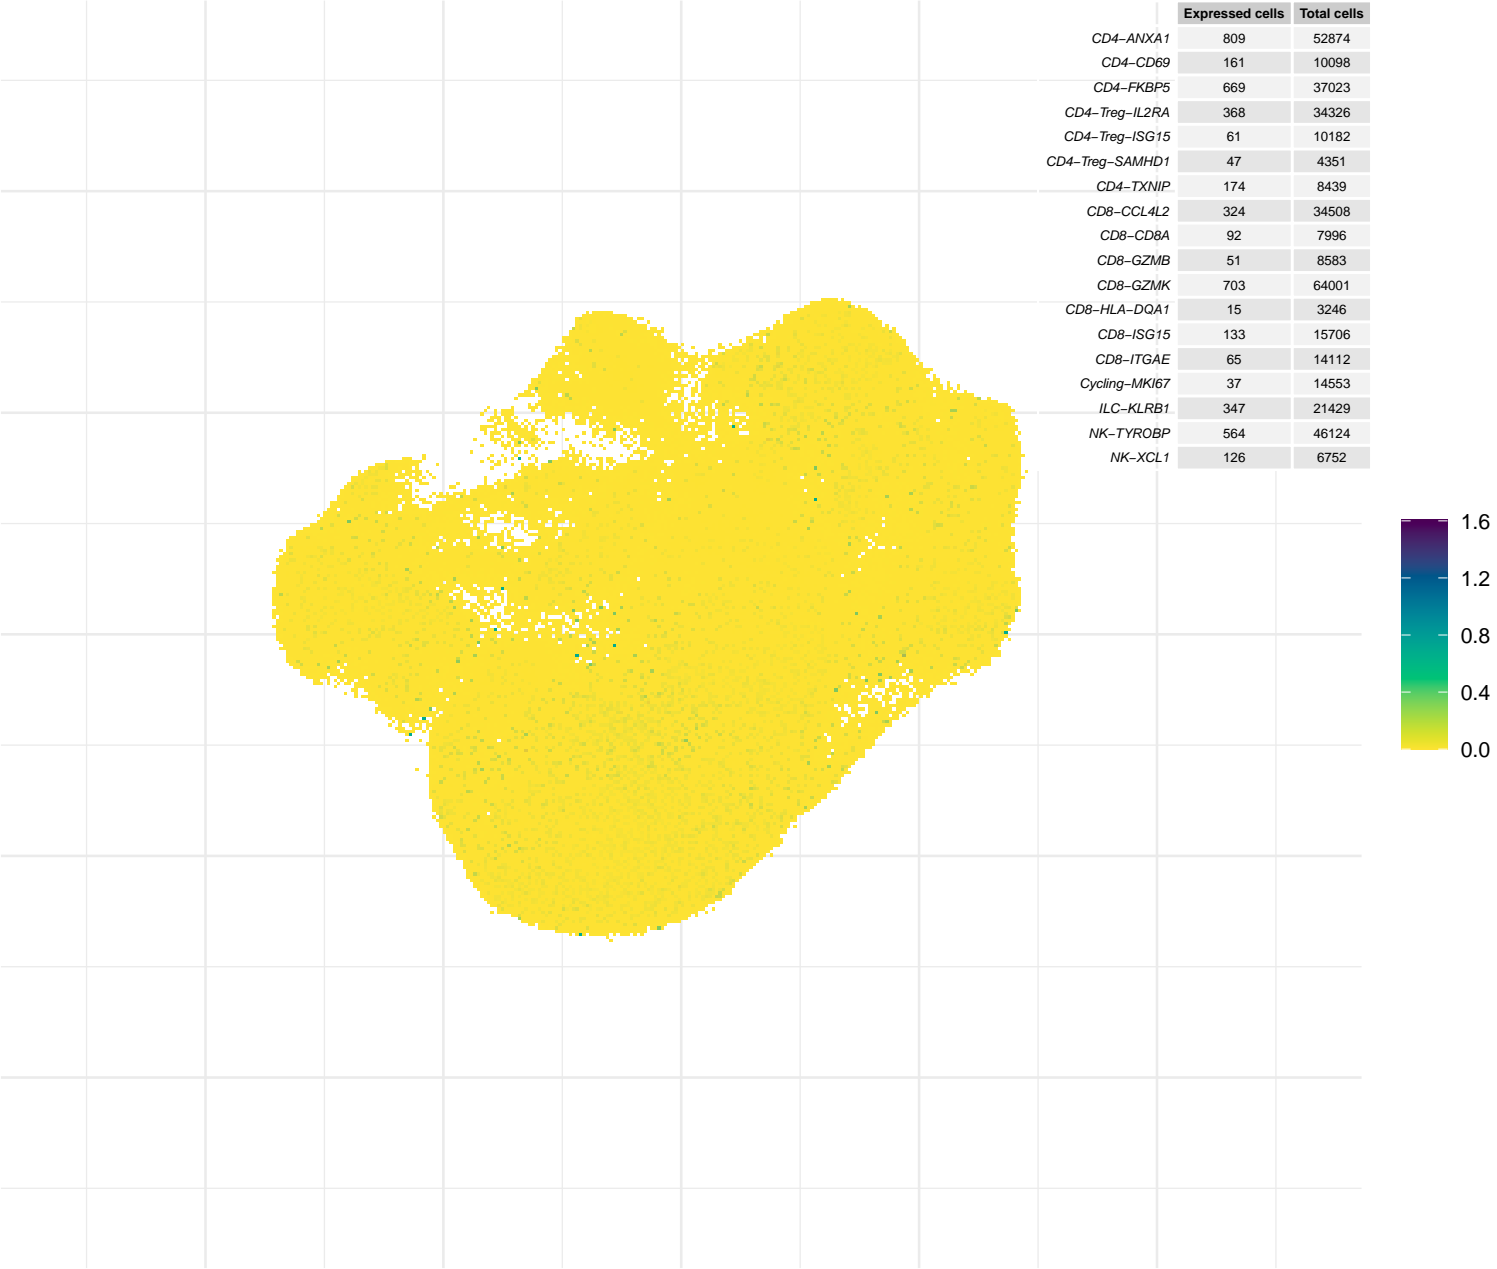 Expressed cells Total cells
CD4−ANXA1 809 52874
CD4−CD69 161 10098
CD4−FKBP5 669 37023
CD4−Treg−IL2RA 368 34326
CD4−Treg−ISG15 61 10182
CD4−Treg−SAMHD1 47 4351
CD4−TXNIP 174 8439
CD8−CCL4L2 324 34508
CD8−CD8A 92 7996
CD8−GZMB 51 8583
CD8−GZMK 703 64001
CD8−HLA−DQA1 15 3246
CD8−ISG15 133 15706
CD8−ITGAE 65 14112
Cycling−MKI67 37 14553
ILC−KLRB1 347 21429
NK−TYROBP 564 46124
NK−XCL1 126 6752
1.6
1.2
0.8
0.4
0.0